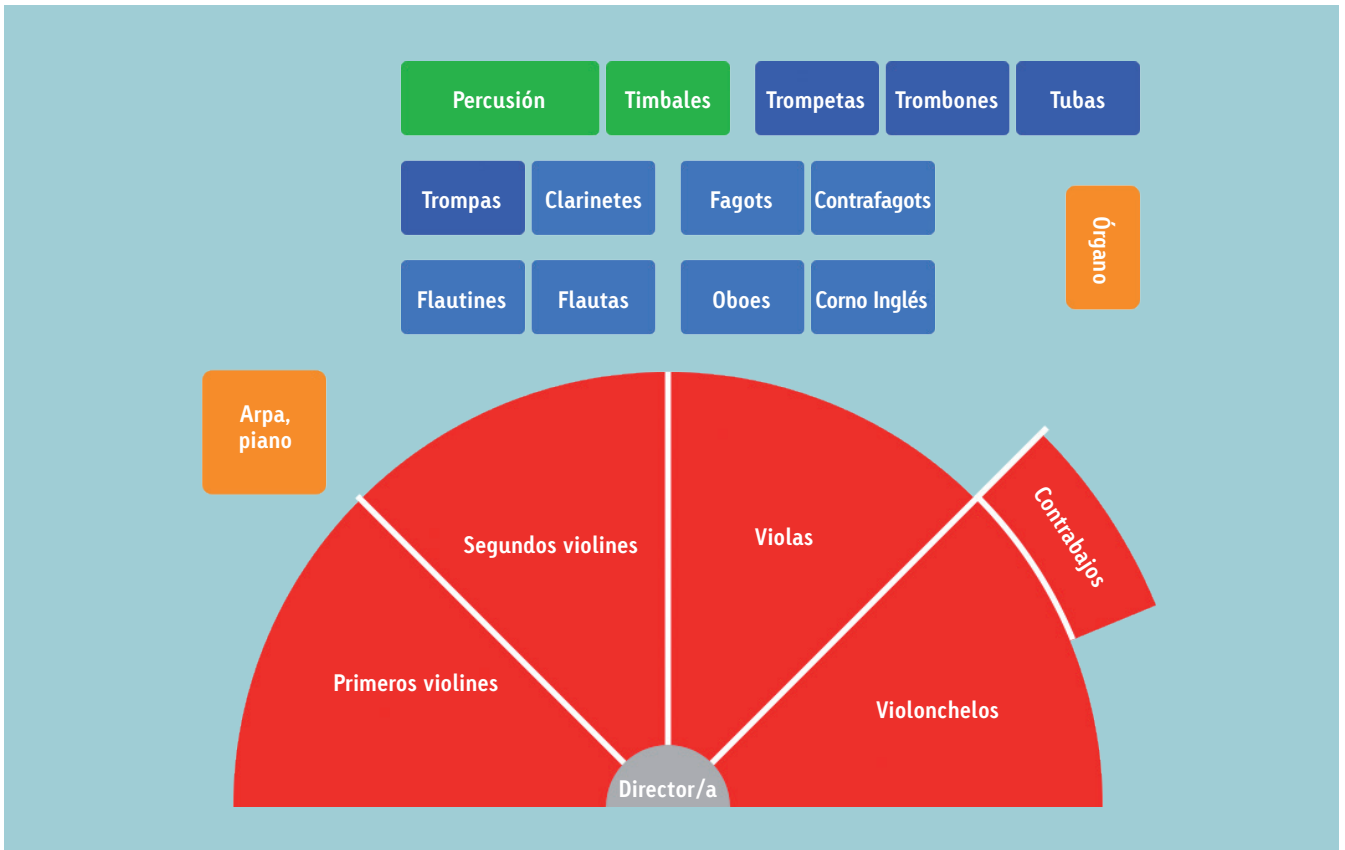 Percusión
Timbales
Trompetas
Trombones
Tubas
Trompas
Clarinetes
Fagots
Contrafagots
Órgano
Flautines
Flautas
Oboes
Corno Inglés
Arpa,
piano
Contrabajos
Segundos violines
Violas
Primeros violines
Violonchelos
Director/a